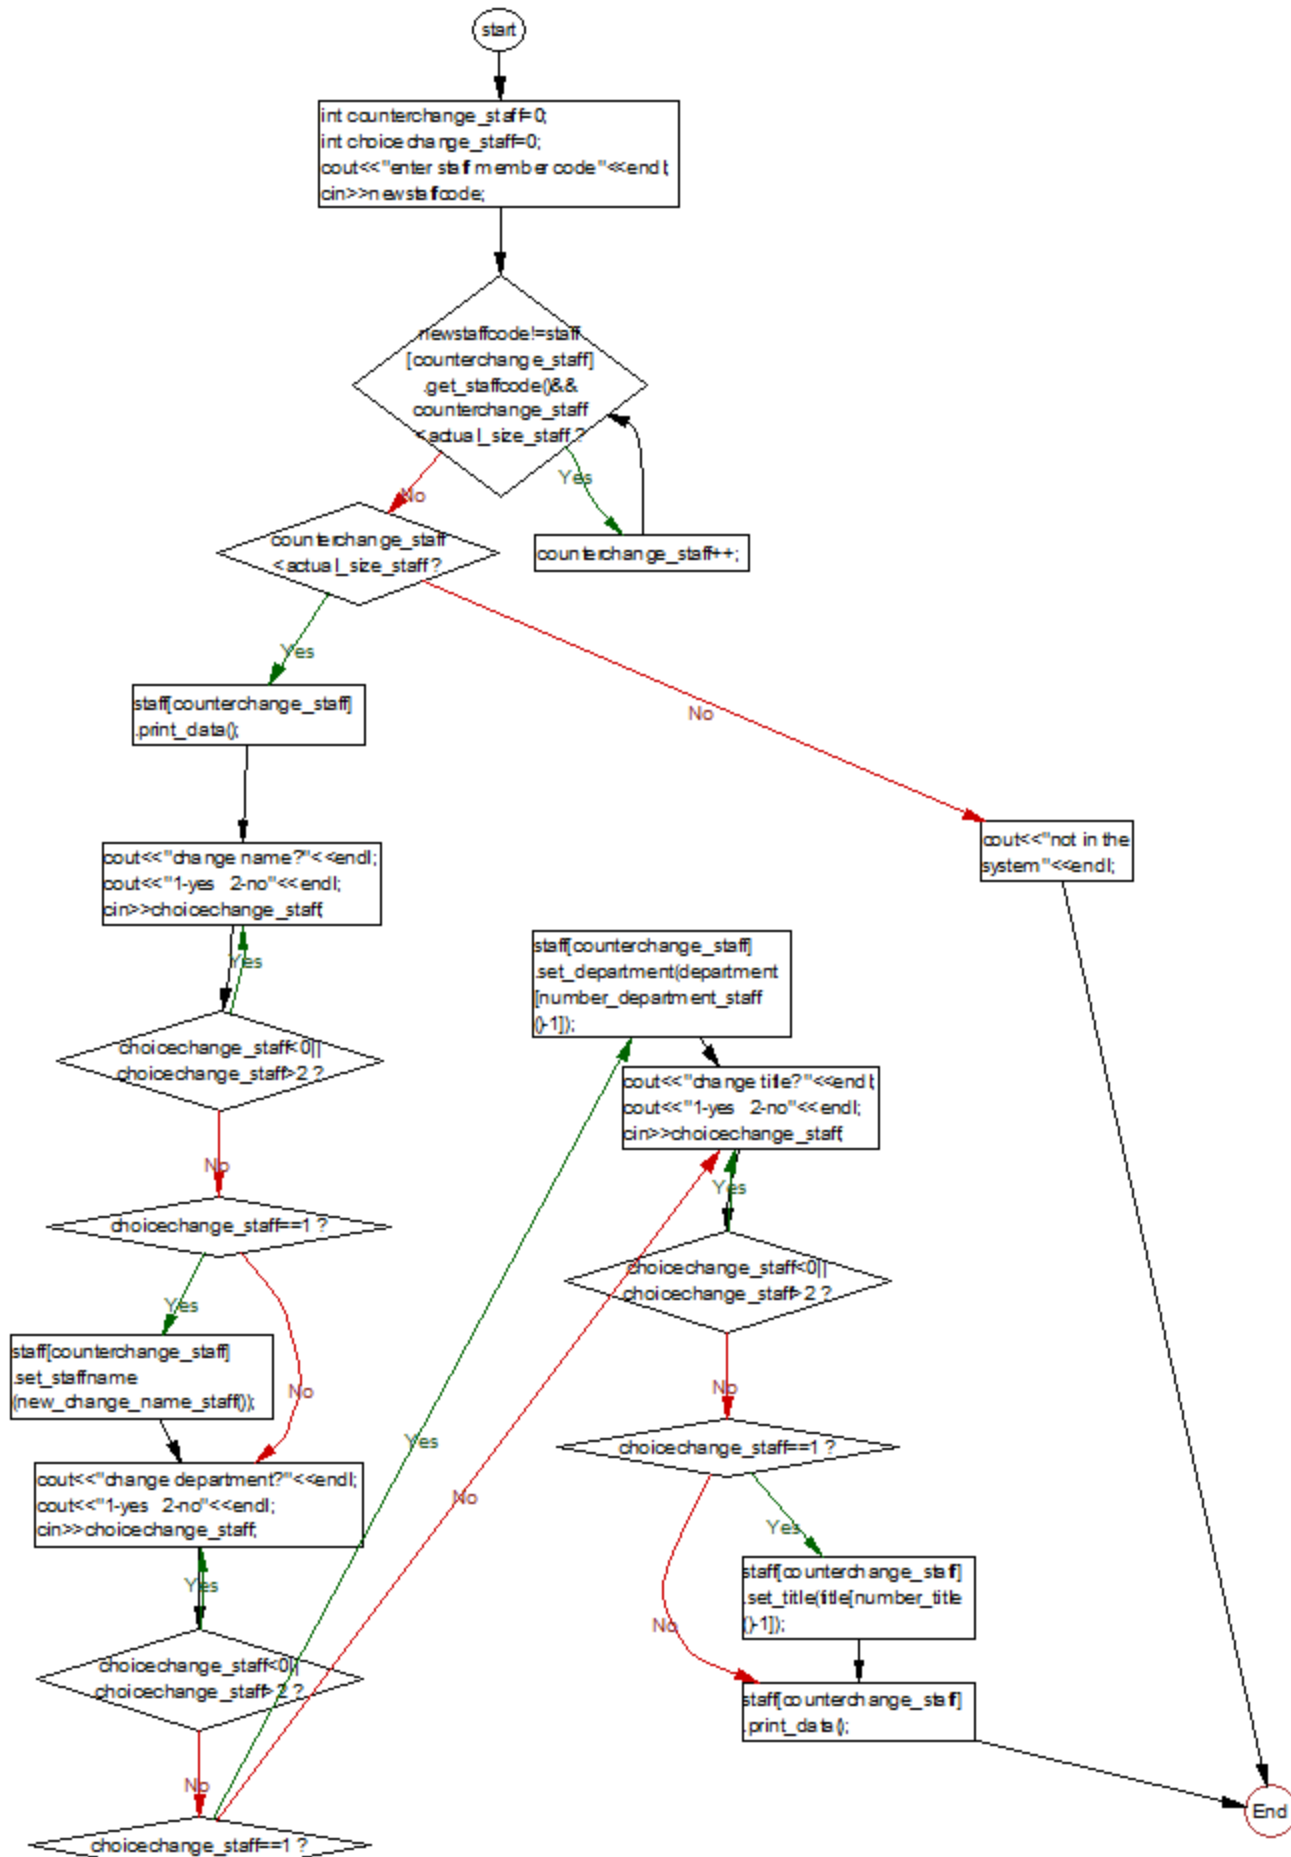 start
int counterchange_staff=0;
int choicechange_staff=0;
cout<<"enter staff member code"<<endl;
cin>>newstaffcode;
newstaffcode!=staff
[counterchange_staff]
.get_staffcode()&&
counterchange_staff
<actual_size_staff ?
Yes
No
counterchange_staff++;
counterchange_staff
<actual_size_staff ?
Yes
No
staff[counterchange_staff]
.print_data();
cout<<"not in the
system"<<endl;
cout<<"change name?"<<endl;
cout<<"1-yes   2-no"<<endl;
cin>>choicechange_staff;
Yes
choicechange_staff<0||
choicechange_staff>2 ?
No
choicechange_staff==1 ?
Yes
No
staff[counterchange_staff]
.set_staffname
(new_change_name_staff());
cout<<"change department?"<<endl;
cout<<"1-yes   2-no"<<endl;
cin>>choicechange_staff;
Yes
choicechange_staff<0||
choicechange_staff>2 ?
No
choicechange_staff==1 ?
Yes
No
staff[counterchange_staff]
.set_department(department
[number_department_staff
()-1]);
cout<<"change title?"<<endl;
cout<<"1-yes   2-no"<<endl;
cin>>choicechange_staff;
Yes
choicechange_staff<0||
choicechange_staff>2 ?
No
choicechange_staff==1 ?
Yes
No
staff[counterchange_staff]
.set_title(title[number_title
()-1]);
staff[counterchange_staff]
.print_data();
End